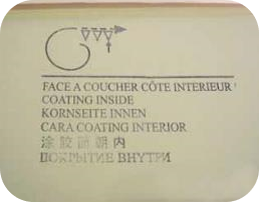 FACE A COUCHER CÔTE INTERIEUR
COATING INSIDE
KORNSEITE INNEN
CARA COATING INTERIOR
涂胶面朝内
ПОКРЫТИЕ ВНУТРИ